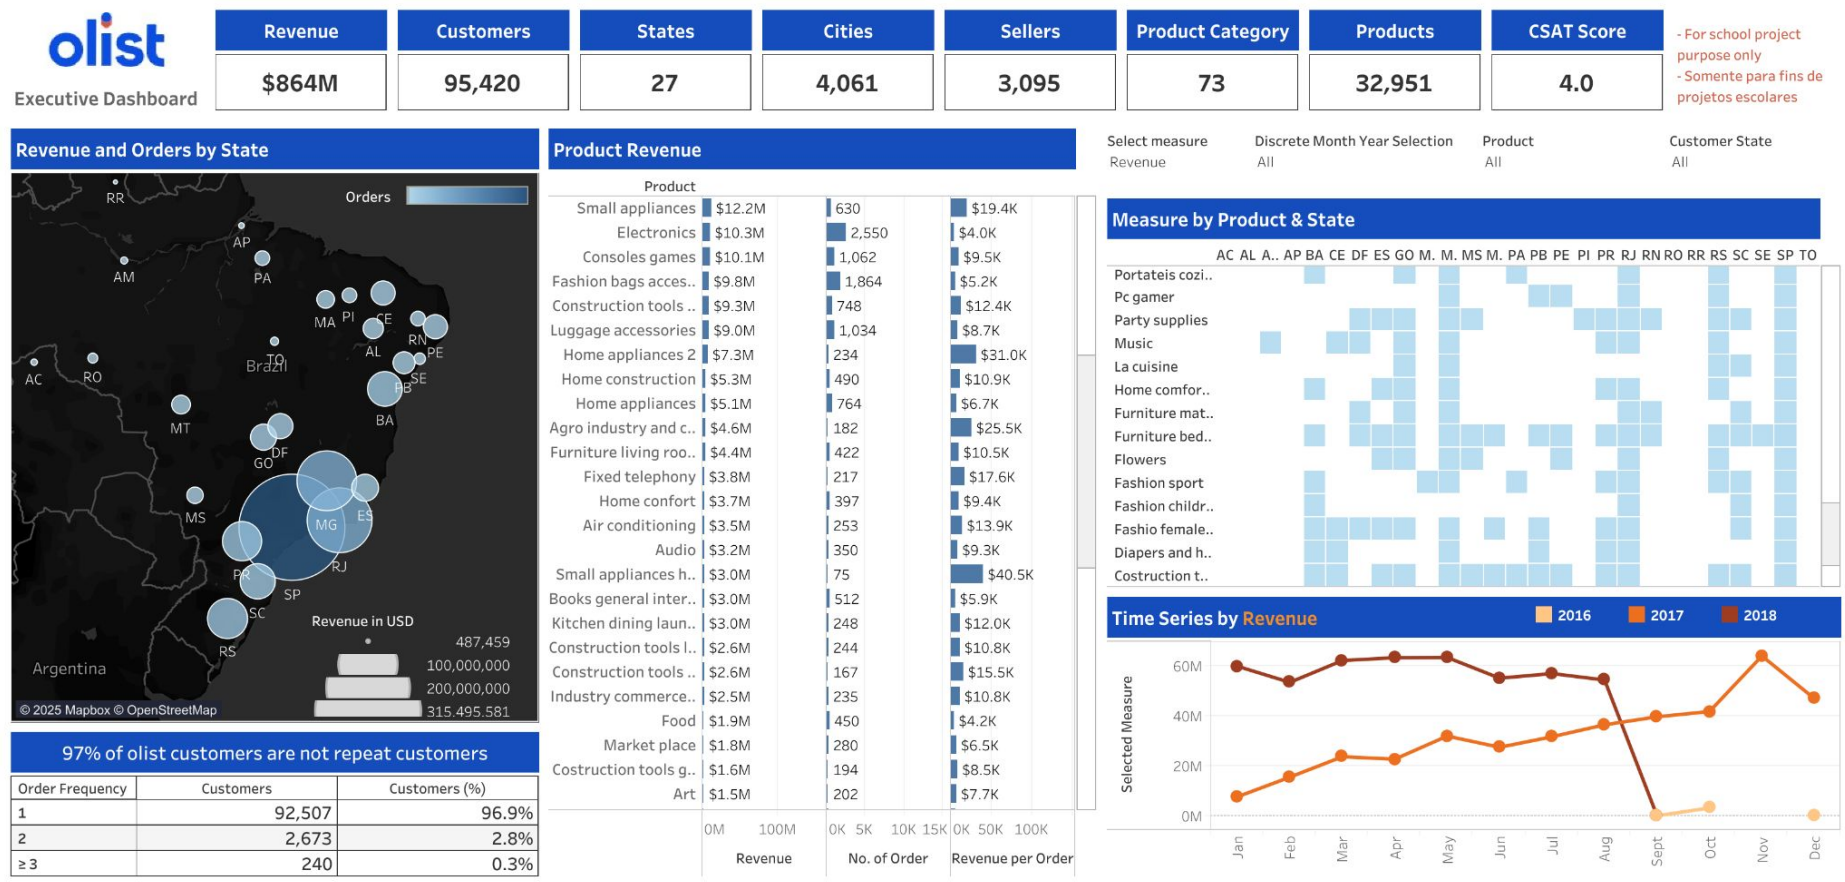 olist
Executive Dashboard
Revenue
$864M
Customers
95,420
States
27
Cities
4,061
Sellers
3,095
Product Category
73
Products
32,951
CSAT Score
4.0
- For school project
purpose only
- Somente para fins de
projetos escolares
Revenue and Orders by State
Orders
RR
AP
AM
PA
MA
PI
CE
RN
PE
AL
TO
Brazil
AC
RO
PB
SE
BA
MT
DF
GO
MS
MG
ES
PR
RJ
SP
SC
RS
Argentina
Revenue in USD
487,459
100,000,000
200,000,000
315,495,581
© 2025 Mapbox © OpenStreetMap
97% of olist customers are not repeat customers
Order Frequency Customers Customers (%)
1 92,507 96.9%
2 2,673 2.8%
≥ 3 240 0.3%
Product Revenue
Product
Small appliances $12.2M 630 $19.4K
Electronics $10.3M 2,550 $4.0K
Consoles games $10.1M 1,062 $9.5K
Fashion bags acces.. $9.8M 1,864 $5.2K
Construction tools .. $9.3M 748 $12.4K
Luggage accessories $9.0M 1,034 $8.7K
Home appliances 2 $7.3M 234 $31.0K
Home construction $5.3M 490 $10.9K
Home appliances $5.1M 764 $6.7K
Agro industry and c.. $4.6M 182 $25.5K
Furniture living roo.. $4.4M 422 $10.5K
Fixed telephony $3.8M 217 $17.6K
Home confort $3.7M 397 $9.4K
Air conditioning $3.5M 253 $13.9K
Audio $3.2M 350 $9.3K
Small appliances h.. $3.0M 75 $40.5K
Books general inter.. $3.0M 512 $5.9K
Kitchen dining laun.. $3.0M 248 $12.0K
Construction tools l.. $2.6M 244 $10.8K
Construction tools .. $2.6M 167 $15.5K
Industry commerce.. $2.5M 235 $10.8K
Food $1.9M 450 $4.2K
Market place $1.8M 280 $6.5K
Costruction tools g.. $1.6M 194 $8.5K
Art $1.5M 202 $7.7K
0M 100M 0K 5K 10K 15K 0K 50K 100K
Revenue No. of Order Revenue per Order
Select measure Discrete Month Year Selection Product Customer State
Revenue All All All
Measure by Product & State
AC AL A.. AP BA CE DF ES GO M. M. MS M. PA PB PE PI PR RJ RN RO RR RS SC SE SP TO
Portateis cozi..
Pc gamer
Party supplies
Music
La cuisine
Home comfor..
Furniture mat..
Furniture bed..
Flowers
Fashion sport
Fashion childr..
Fashio female..
Diapers and h..
Costruction t..
Time Series by Revenue
2016 2017 2018
Selected Measure
60M
40M
20M
0M
Jan Feb Mar Apr May Jun Jul Aug Sept Oct Nov Dec